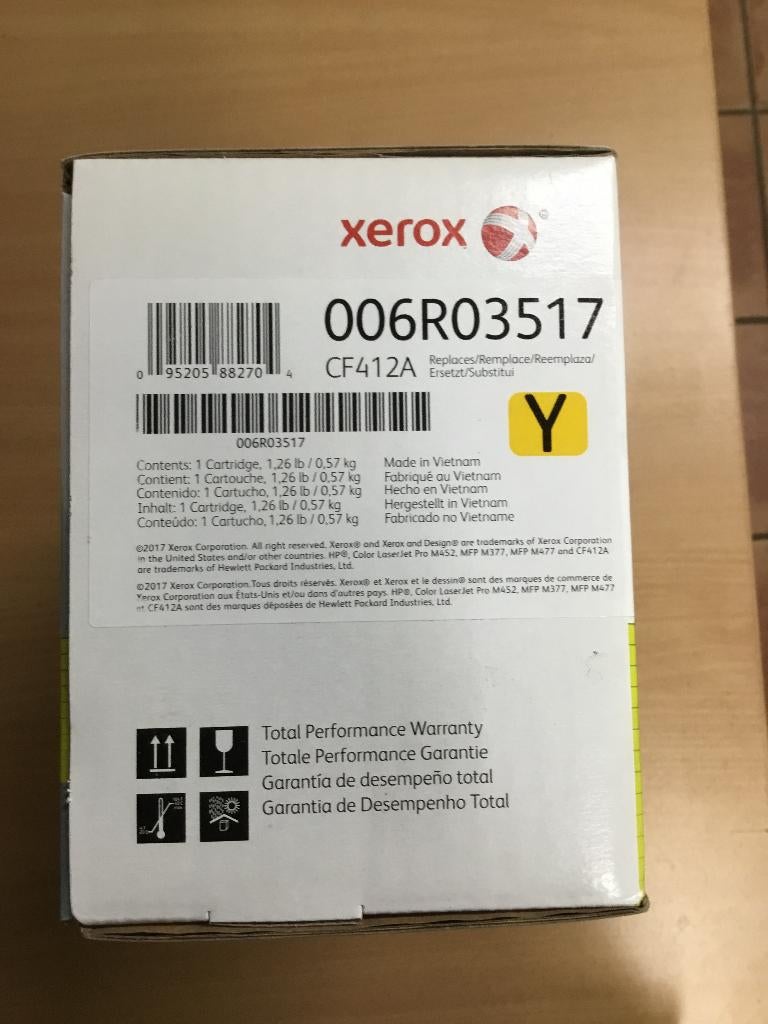 xerox ®
006R03517
CF412A Replaces/Remplace/Reemplaza/
Ersetzt/Substitui
0 95205 88270 4
006R03517
Y
Contents: 1 Cartridge, 1,26 lb / 0,57 kg Made in Vietnam
Contient: 1 Cartouche, 1,26 lb / 0,57 kg Fabriqué au Vietnam
Contenido: 1 Cartucho, 1,26 lb / 0,57 kg Hecho en Vietnam
Inhalt: 1 Cartridge, 1,26 lb / 0,57 kg Hergestellt in Vietnam
Conteúdo: 1 Cartucho, 1,26 lb / 0,57 kg Fabricado no Vietname
©2017 Xerox Corporation. All right reserved. Xerox® and Xerox and Design® are trademarks of Xerox Corporation
in the United States and/or other countries. HP®, Color LaserJet Pro M452, MFP M377, MFP M477 and CF412A
are trademarks of Hewlett Packard Industries, Ltd.
©2017 Xerox Corporation. Tous droits réservés. Xerox® et Xerox et le dessin® sont des marques de commerce de
Xerox Corporation aux États-Unis et/ou dans d'autres pays. HP®, Color LaserJet Pro M452, MFP M377, MFP M477
et CF412A sont des marques déposées de Hewlett Packard Industries, Ltd.
Total Performance Warranty
Totale Performance Garantie
Garantía de desempeño total
Garantia de Desempenho Total